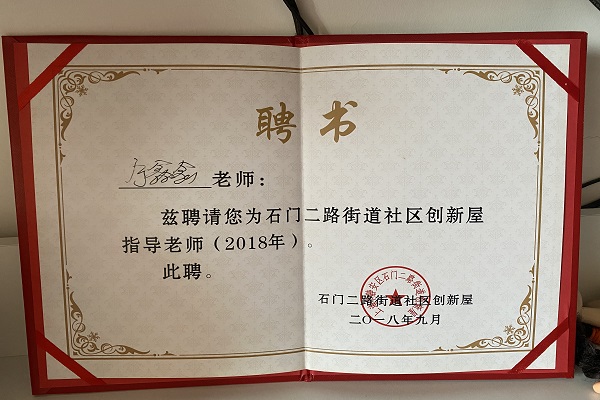 聘书
老师：
兹聘请您为石门二路街道社区创新屋
指导老师（2018年）。
此聘。
石门二路街道社区创新屋
二〇一八年九月